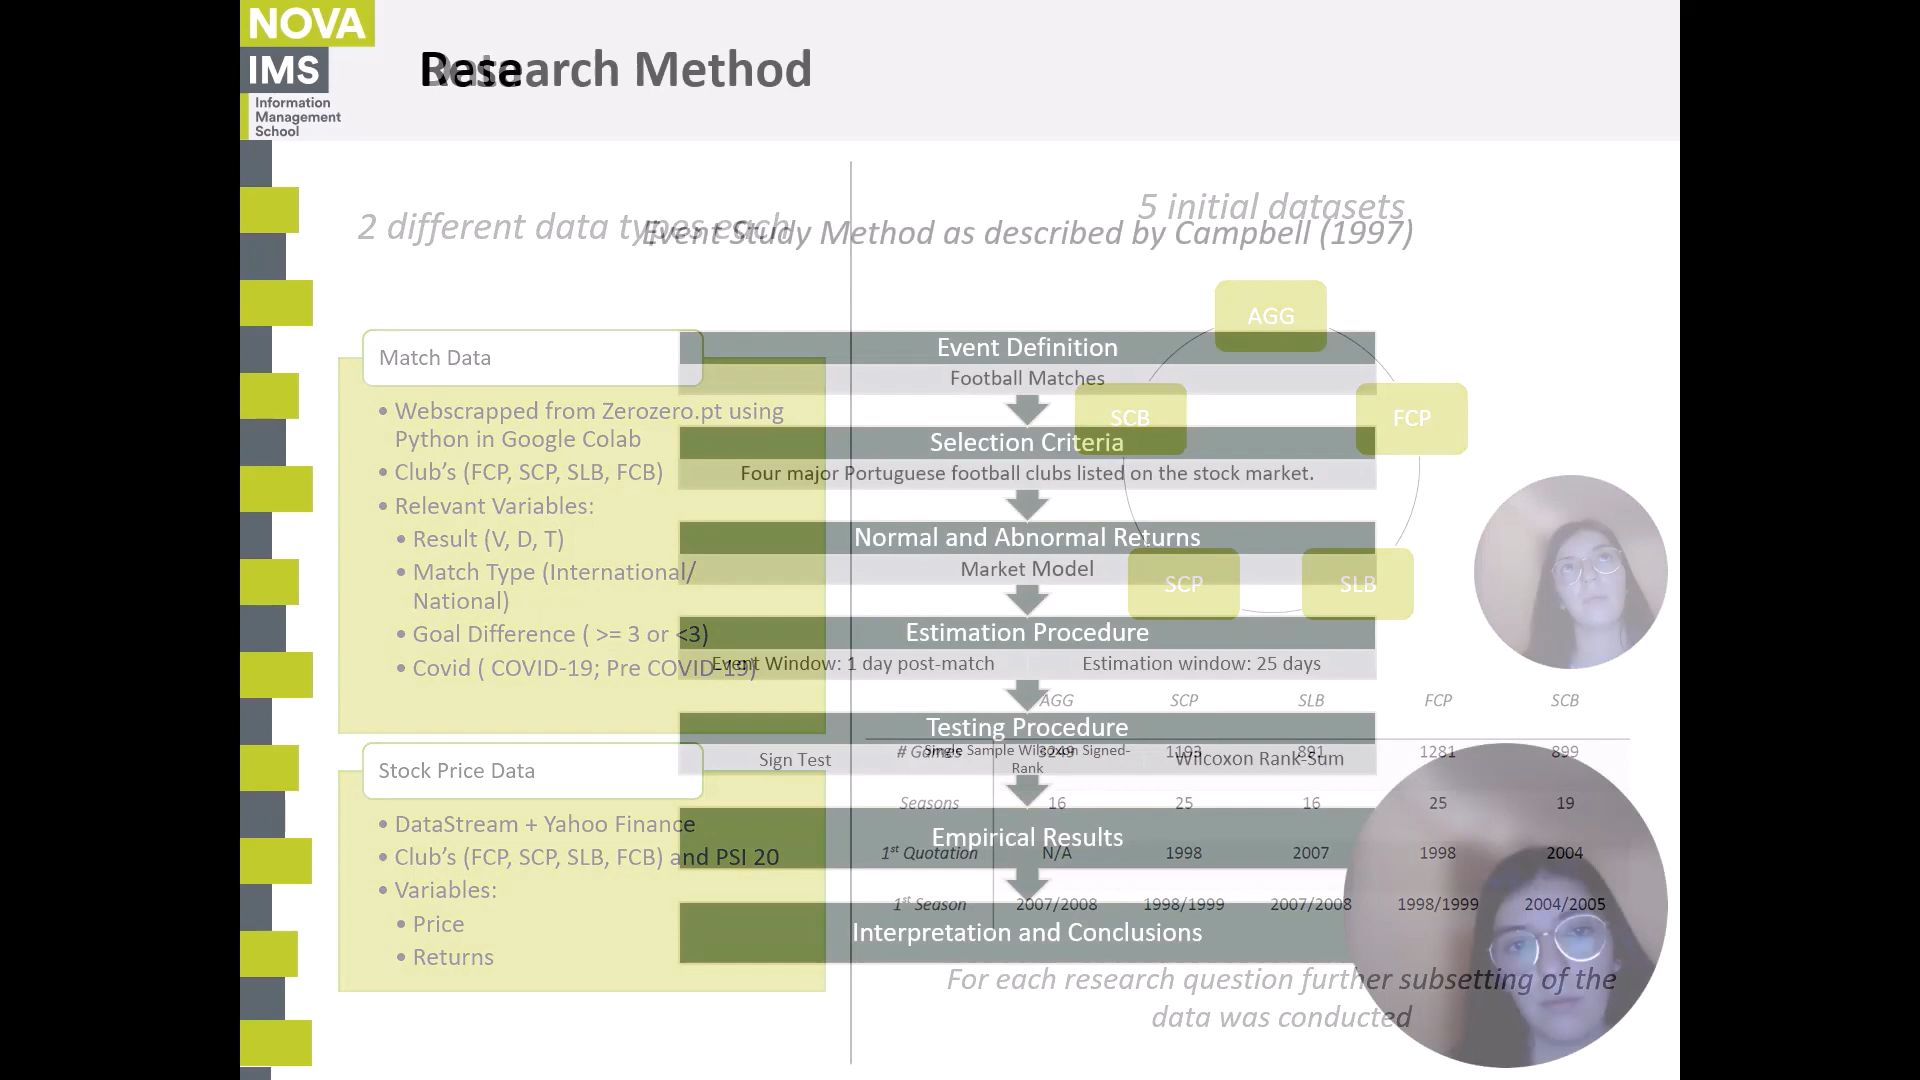 NOVA
IMS
Information
Management
School
Research Method
Data
2 different data types each
5 initial datasets
Event Study Method as described by Campbell (1997)
Match Data
• Webscrapped from Zerozero.pt using
Python in Google Colab
• Club's (FCP, SCP, SLB, FCB)
• Relevant Variables:
• Result (V, D, T)
• Match Type (International/
National)
• Goal Difference ( >= 3 or <3)
• Covid ( COVID-19; Pre COVID-19)
Stock Price Data
• DataStream + Yahoo Finance
• Club's (FCP, SCP, SLB, FCB) and PSI 20
• Variables:
• Price
• Returns
Event Definition
Football Matches
Selection Criteria
Four major Portuguese football clubs listed on the stock market.
Normal and Abnormal Returns
Market Model
Estimation Procedure
Event Window: 1 day post-match Estimation window: 25 days
Testing Procedure
Sign Test
Single Sample Wilcoxon Signed-
Rank
Wilcoxon Rank-Sum
Empirical Results
Interpretation and Conclusions
AGG
SCB
FCP
SCP
SLB
AGG SCP SLB FCP SCB
# Games 3249 1193 891 1281 899
Seasons 16 25 16 25 19
1st Quotation N/A 1998 2007 1998 2004
1st Season 2007/2008 1998/1999 2007/2008 1998/1999 2004/2005
For each research question further subsetting of the
data was conducted